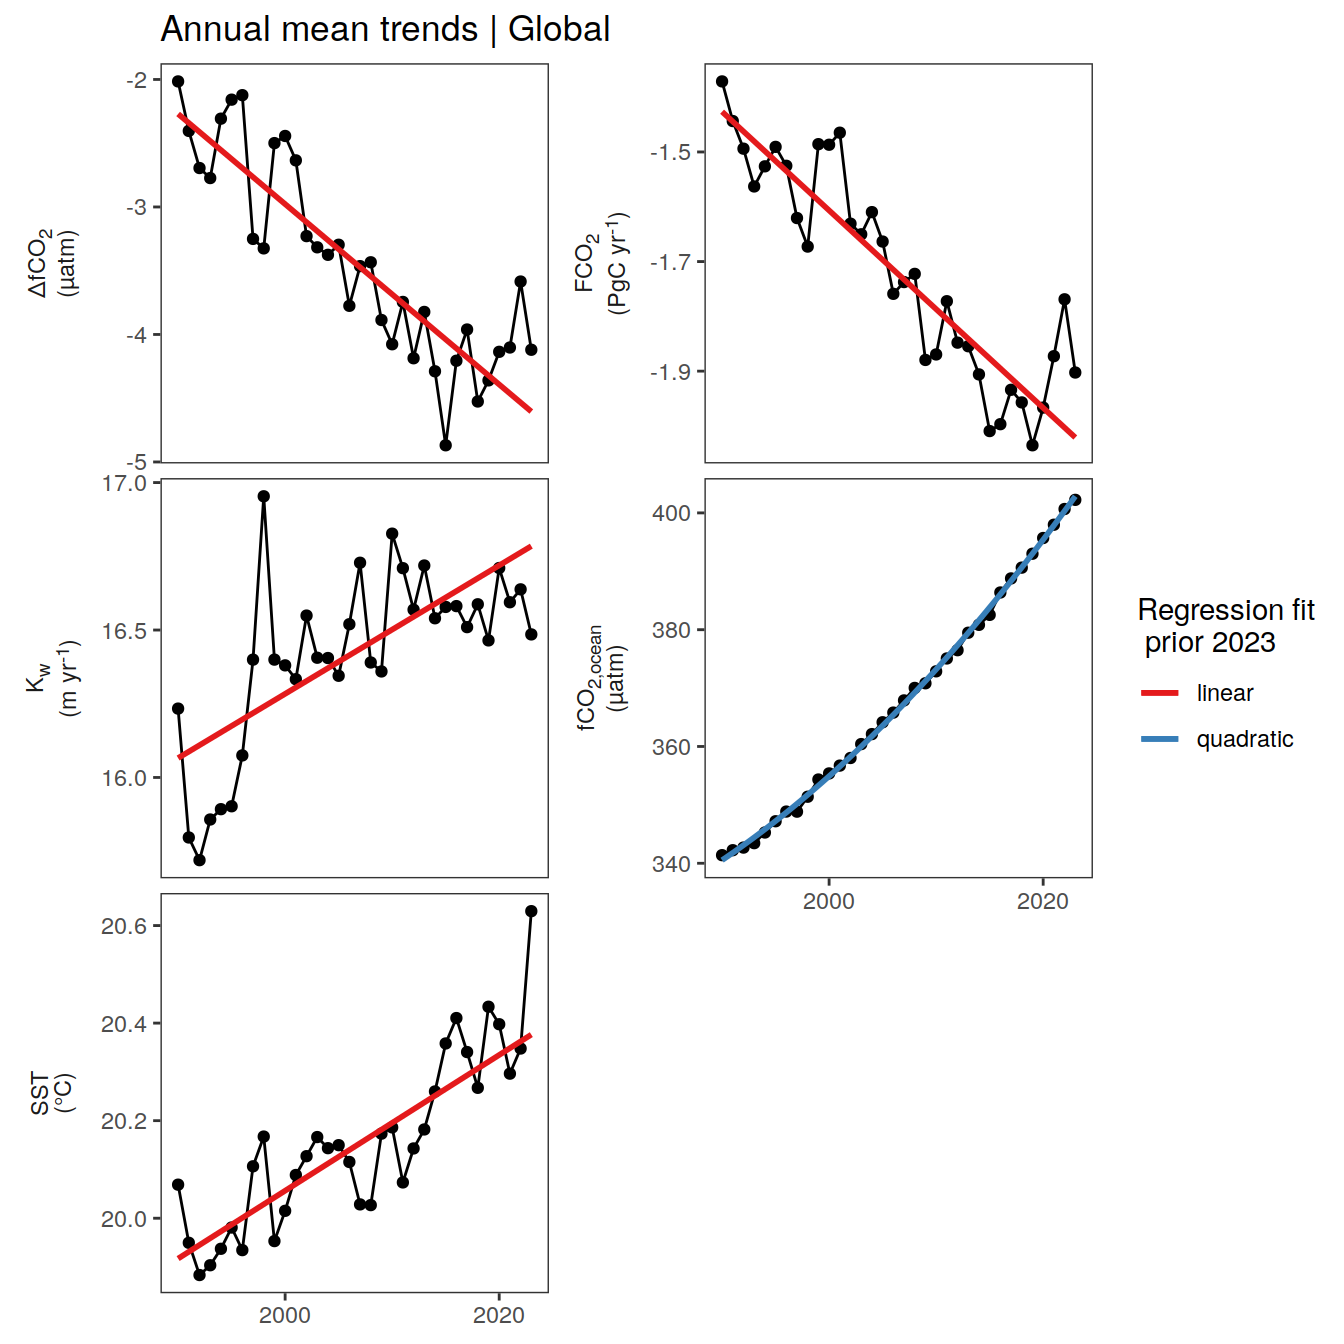 Annual mean trends | Global
ΔfCO2
(µatm)
-2
-3
-4
-5
FCO2
(PgC yr-1)
-1.5
-1.7
-1.9
Kw
(m yr-1)
17.0
16.5
16.0
fCO2,ocean
(µatm)
400
380
360
340
2000
2020
SST
(°C)
20.6
20.4
20.2
20.0
2000
2020
Regression fit
prior 2023
linear
quadratic